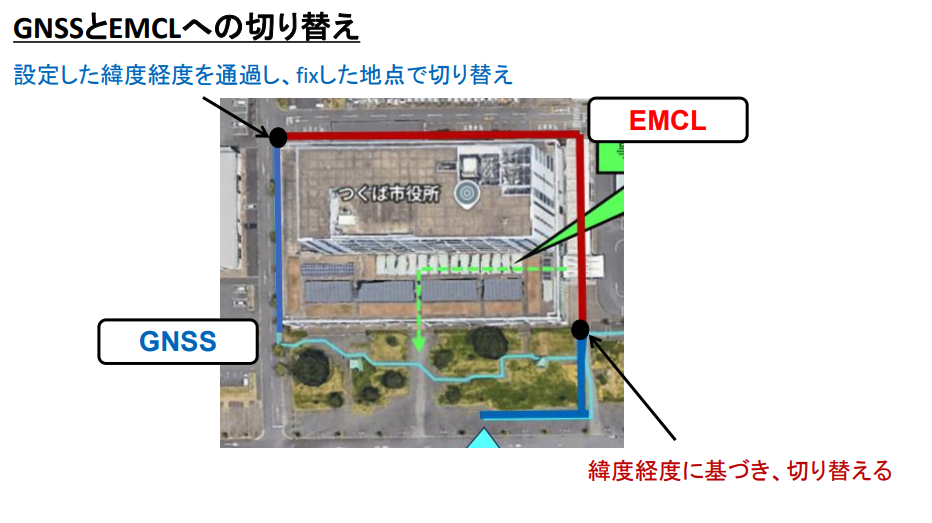 GNSSとEMCLへの切り替え
設定した緯度経度を通過し、fixした地点で切り替え
EMCL
つくば市役所
GNSS
緯度経度に基づき、切り替える